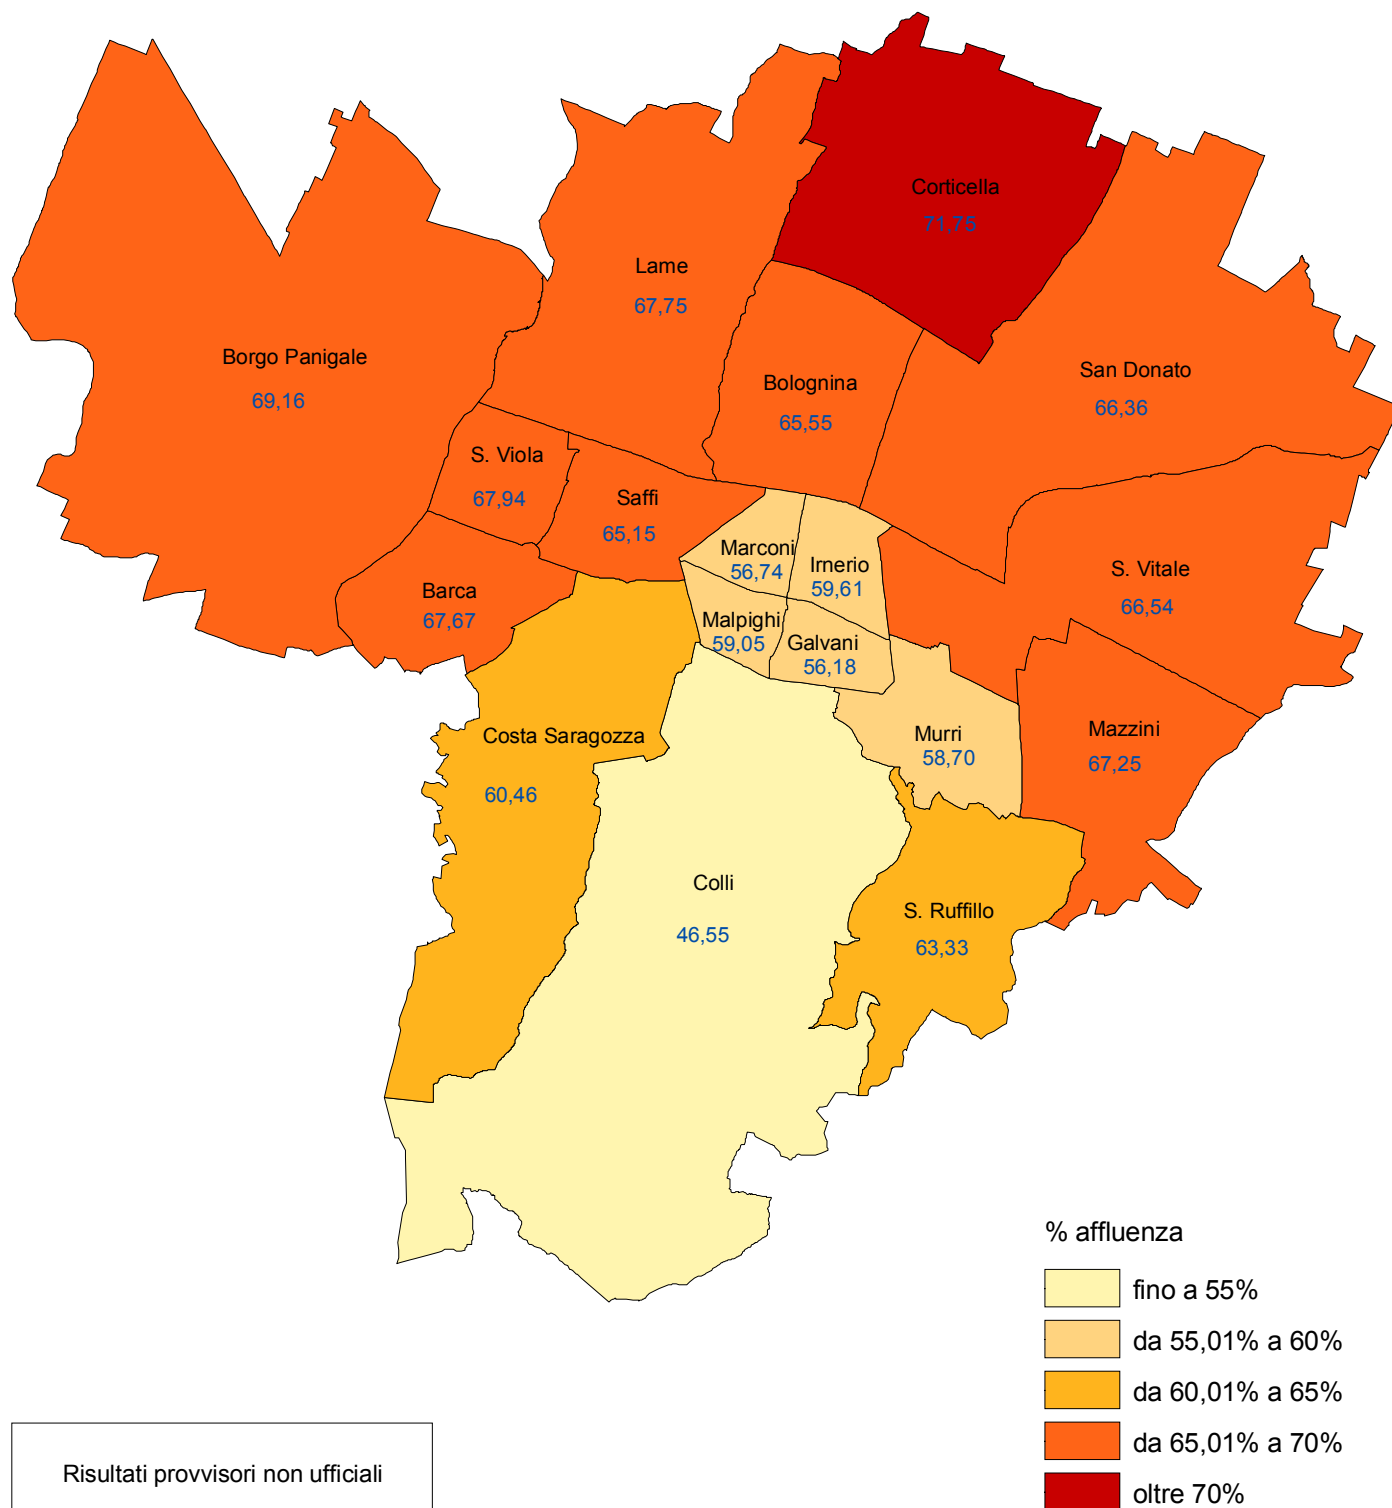 Corticella
71,75
Lame
67,75
Borgo Panigale
69,16
Bolognina
65,55
San Donato
66,36
S. Viola
67,94
Saffi
65,15
Marconi
56,74
Irnerio
59,61
S. Vitale
66,54
Barca
67,67
Malpighi
59,05
Galvani
56,18
Costa Saragozza
60,46
Murri
58,70
Mazzini
67,25
Colli
46,55
S. Ruffillo
63,33
% affluenza
fino a 55%
da 55,01% a 60%
da 60,01% a 65%
da 65,01% a 70%
oltre 70%
Risultati provvisori non ufficiali